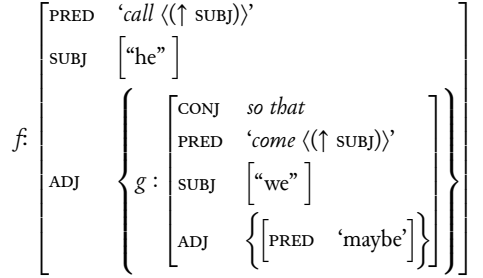 PRED ‘call ⟨(↑ SUBJ)⟩’
SUBJ [“he” ]
f:
CONJ so that
PRED ‘come ⟨(↑ SUBJ)⟩’
ADJ { g : SUBJ [“we” ]
ADJ {[PRED ‘maybe’]}